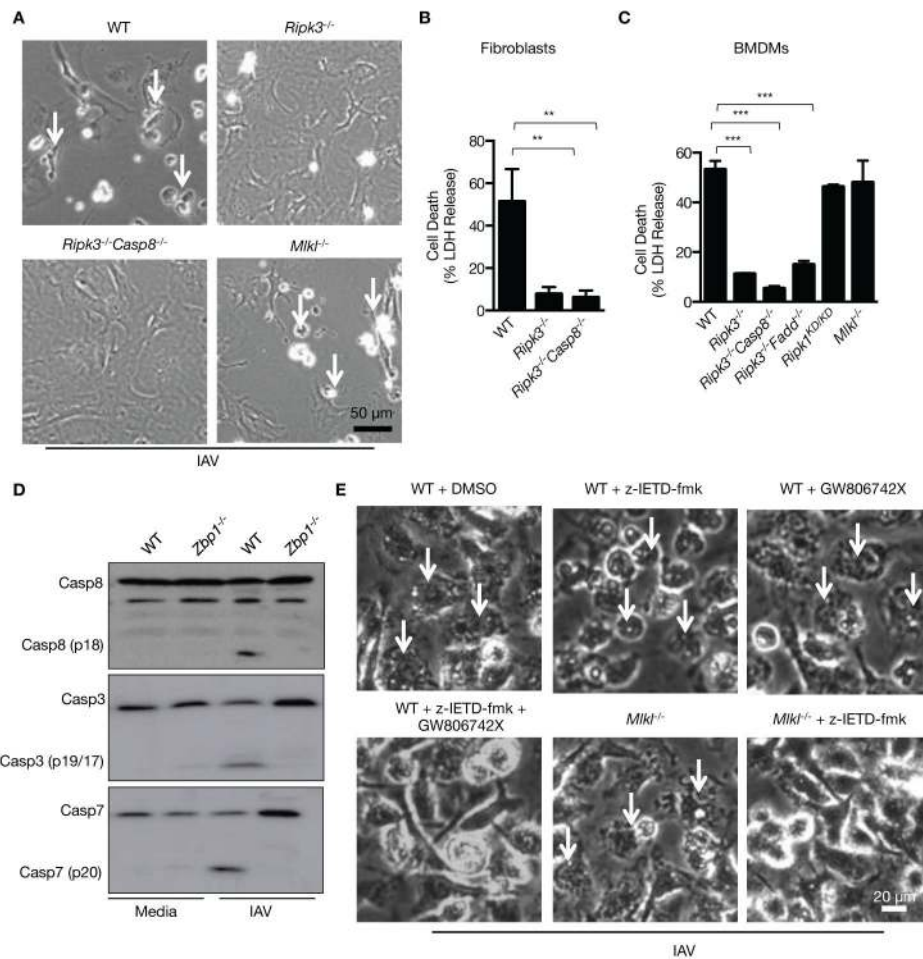 A
WT
Ripk3-/-
Ripk3-/-Casp8-/-
Mlkl-/-
50 µm
IAV
B
Fibroblasts
**
**
Cell Death
(% LDH Release)
80
60
40
20
0
WT
Ripk3-/-
Ripk3-/-Casp8-/-
C
BMDMs
***
***
***
Cell Death
(% LDH Release)
60
40
20
0
WT
Ripk3-/-
Ripk3-/-Casp8-/-
Ripk3-/-Fadd-/-
Ripk1KD/KD
Mlkl-/-
D
WT
Zbp1-/-
WT
Zbp1-/-
Casp8
Casp8 (p18)
Casp3
Casp3 (p19/17)
Casp7
Casp7 (p20)
Media
IAV
E
WT + DMSO
WT + z-IETD-fmk
WT + GW806742X
WT + z-IETD-fmk +
GW806742X
Mlkl-/-
Mlkl-/- + z-IETD-fmk
20 µm
IAV